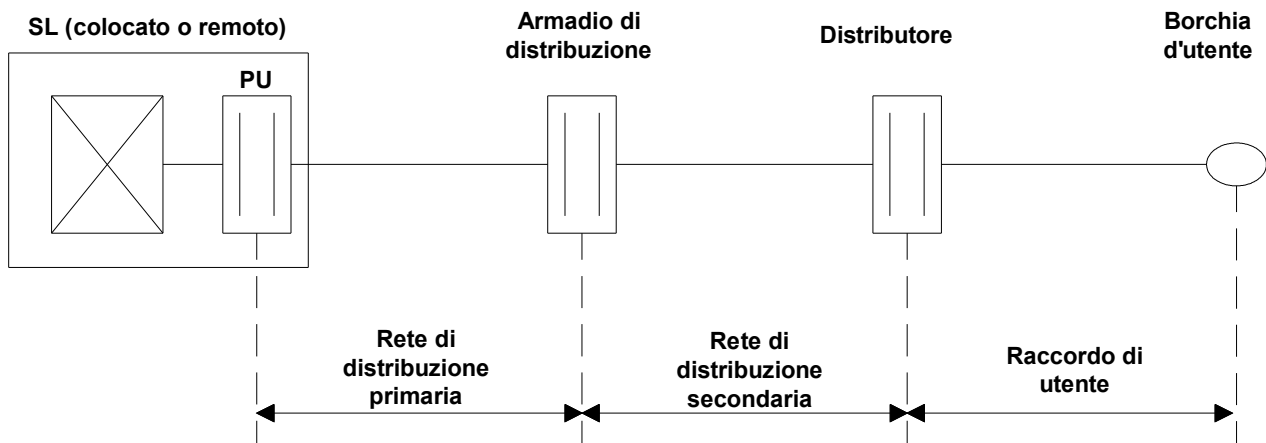 SL (colocato o remoto)
PU
Armadio di
distribuzione
Distributore
Borchia
d'utente
Rete di
distribuzione
primaria
Rete di
distribuzione
secondaria
Raccordo di
utente